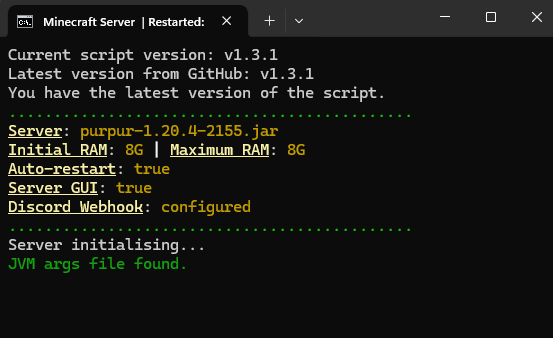 Minecraft Server | Restarted:
Current script version: v1.3.1
Latest version from GitHub: v1.3.1
You have the latest version of the script.
.............................................
Server: purpur-1.20.4-2155.jar
Initial RAM: 8G | Maximum RAM: 8G
Auto-restart: true
Server GUI: true
Discord Webhook: configured
.............................................
Server initialising...
JVM args file found.